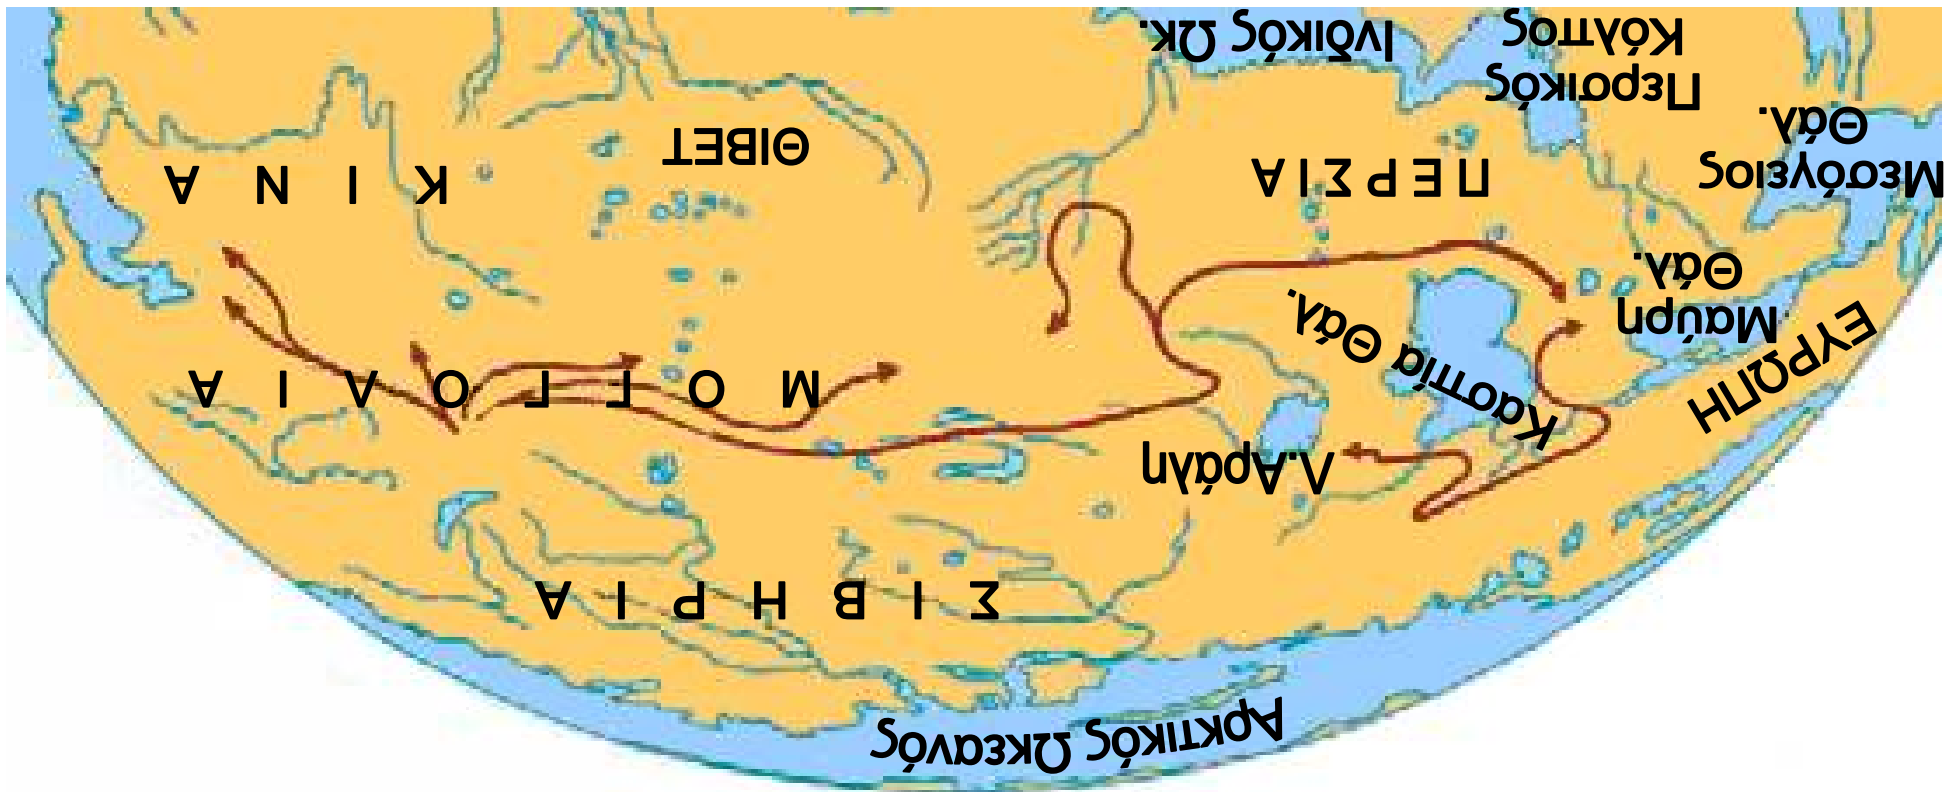 Αρκτικός Ωκεανός
Σ Ι Β Η Ρ Ι Α
Λ.Αράλη
ΕΥΡΩΠΗ
Κασπία Θάλ.
Μ Ο Γ Γ Ο Λ Ι Α
Μαύρη
Θάλ.
Κ Ι Ν Α
Μεσόγειος
Θάλ.
Π Ε Ρ Σ Ι Α
ΘΙΒΕΤ
Περσικός
Κόλπος
Ινδικός Ωκ.